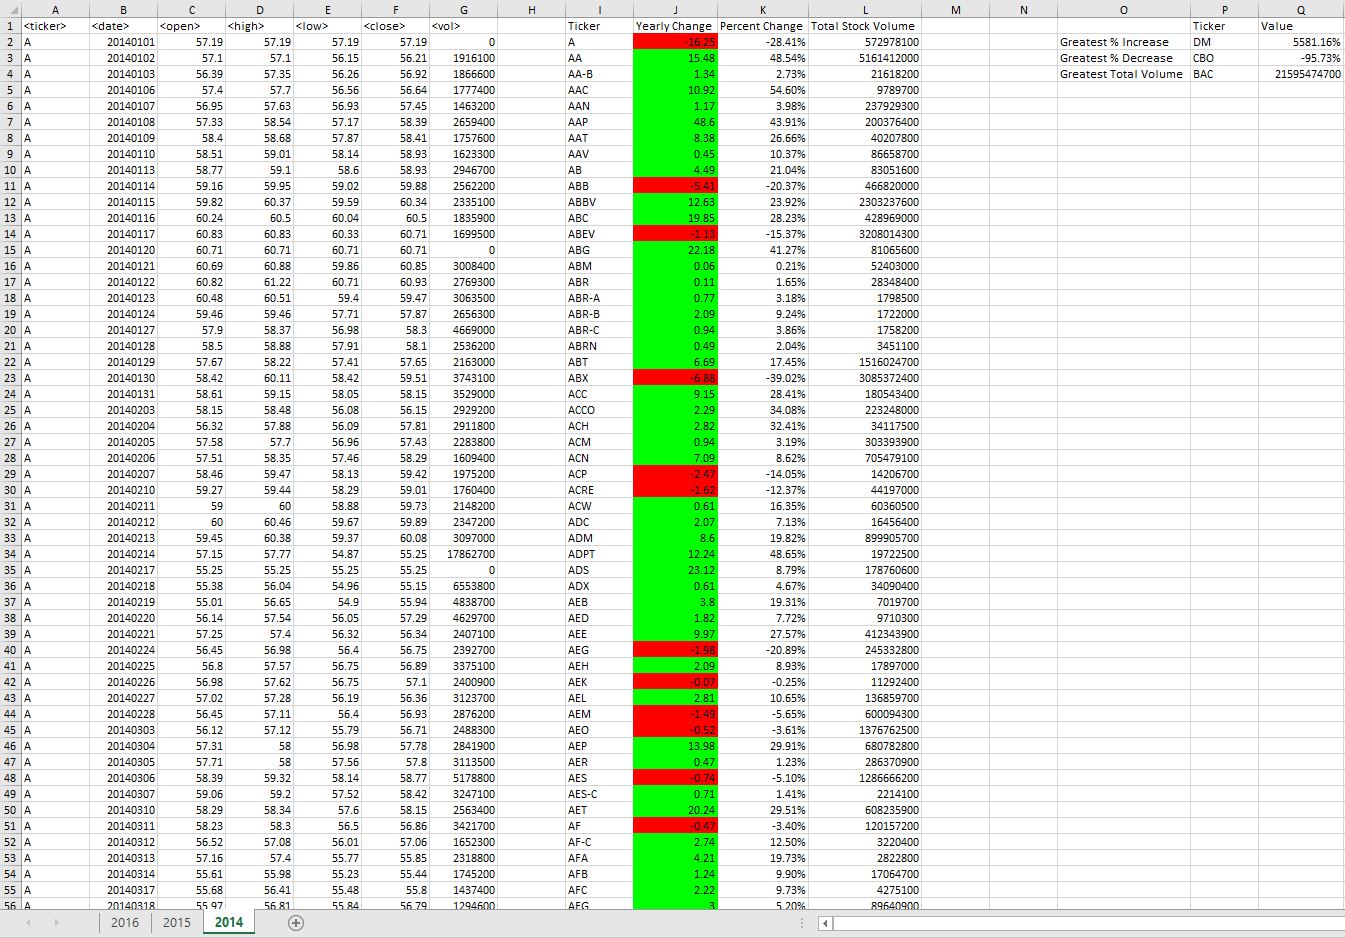 A B C D E F G H I J K L M N O P Q
1 <ticker> <date> <open> <high> <low> <close> <vol> Ticker Yearly Change Percent Change Total Stock Volume Ticker Value
2 A 20140101 57.19 57.19 57.19 57.19 0 A -16.25 -28.41% 572978100 Greatest % Increase DM 5581.16%
3 A 20140102 57.1 57.1 56.15 56.21 1916100 AA 15.48 48.54% 5161412000 Greatest % Decrease CBO -95.73%
4 A 20140103 56.39 57.35 56.26 56.92 1866600 AA-B 1.34 2.73% 21618200 Greatest Total Volume BAC 21595474700
5 A 20140106 57.4 57.7 56.56 56.64 1777400 AAC 10.92 54.60% 9789700
6 A 20140107 56.95 57.63 56.93 57.45 1463200 AAN 1.17 3.98% 237929300
7 A 20140108 57.33 58.54 57.17 58.39 2659400 AAP 48.6 43.91% 200376400
8 A 20140109 58.4 58.68 57.87 58.41 1757600 AAT 8.38 26.66% 40207800
9 A 20140110 58.51 59.01 58.14 58.93 1623300 AAV 0.45 10.37% 86658700
10 A 20140113 58.77 59.1 58.6 58.93 2946700 AB 4.49 21.04% 83051600
11 A 20140114 59.16 59.95 59.02 59.88 2562200 ABB -5.41 -20.37% 466820000
12 A 20140115 59.82 60.37 59.59 60.34 2335100 ABBV 12.63 23.92% 2303237600
13 A 20140116 60.24 60.5 60.04 60.5 1835900 ABC 19.85 28.23% 428969000
14 A 20140117 60.83 60.83 60.33 60.71 1699500 ABEV -1.13 -15.37% 3208014300
15 A 20140120 60.71 60.71 60.71 60.71 0 ABG 22.18 41.27% 81065600
16 A 20140121 60.69 60.88 59.86 60.85 3008400 ABM 0.06 0.21% 52403000
17 A 20140122 60.82 61.22 60.71 60.93 2769300 ABR 0.11 1.65% 28348400
18 A 20140123 60.48 60.51 59.4 59.47 3063500 ABR-A 0.77 3.18% 1798500
19 A 20140124 59.46 59.46 57.71 57.87 2656300 ABR-B 2.09 9.24% 1722000
20 A 20140127 57.9 58.37 56.98 58.3 4669000 ABR-C 0.94 3.86% 1758200
21 A 20140128 58.5 58.88 57.91 58.1 2536200 ABRN 0.49 2.04% 3451100
22 A 20140129 57.67 58.22 57.41 57.65 2163000 ABT 6.69 17.45% 1516024700
23 A 20140130 58.42 60.11 58.42 59.51 3743100 ABX -6.88 -39.02% 3085372400
24 A 20140131 58.61 59.15 58.05 58.15 3529000 ACC 9.15 28.41% 180543400
25 A 20140203 58.15 58.48 56.08 56.15 2929200 ACCO 2.29 34.08% 223248000
26 A 20140204 56.32 57.88 56.09 57.81 2911800 ACH 2.82 32.41% 34117500
27 A 20140205 57.58 57.7 56.96 57.43 2283800 ACM 0.94 3.19% 303393900
28 A 20140206 57.51 58.35 57.46 58.29 1609400 ACN 7.09 8.62% 705479100
29 A 20140207 58.46 59.47 58.13 59.42 1975200 ACP -2.47 -14.05% 14206700
30 A 20140210 59.27 59.44 58.29 59.01 1760400 ACRE -1.62 -12.37% 44197000
31 A 20140211 59 60 58.88 59.73 2148200 ACW 0.61 16.35% 60360500
32 A 20140212 60 60.46 59.67 59.89 2347200 ADC 2.07 7.13% 16456400
33 A 20140213 59.45 60.38 59.37 60.08 3097000 ADM 8.6 19.82% 899905700
34 A 20140214 57.15 57.77 54.87 55.25 17862700 ADPT 12.24 48.65% 19722500
35 A 20140217 55.25 55.25 55.25 55.25 0 ADS 23.12 8.79% 178760600
36 A 20140218 55.38 56.04 54.96 55.15 6553800 ADX 0.61 4.67% 34090400
37 A 20140219 55.01 56.65 54.9 55.94 4838700 AEB 3.8 19.31% 7019700
38 A 20140220 56.14 57.54 56.05 57.29 4629700 AED 1.82 7.72% 9710300
39 A 20140221 57.25 57.4 56.32 56.34 2407100 AEE 9.97 27.57% 412343900
40 A 20140224 56.45 56.98 56.4 56.75 2392700 AEG -1.98 -20.89% 245332800
41 A 20140225 56.8 57.57 56.75 56.89 3375100 AEH 2.09 8.93% 17897000
42 A 20140226 56.98 57.62 56.75 57.1 2400900 AEK -0.07 -0.25% 11292400
43 A 20140227 57.02 57.28 56.19 56.36 3123700 AEL 2.81 10.65% 136859700
44 A 20140228 56.45 57.11 56.4 56.93 2876200 AEM -1.49 -5.65% 600094300
45 A 20140303 56.12 57.12 55.79 56.71 2488300 AEO -0.52 -3.61% 1376762500
46 A 20140304 57.31 58 56.98 57.78 2841900 AEP 13.98 29.91% 680782800
47 A 20140305 57.71 58 57.56 57.8 3113500 AER 0.47 1.23% 286370900
48 A 20140306 58.39 59.32 58.14 58.77 5178800 AES -0.74 -5.10% 1286666200
49 A 20140307 59.06 59.2 57.52 58.42 3247100 AES-C 0.71 1.41% 2214100
50 A 20140310 58.29 58.34 57.6 58.15 2563400 AET 20.24 29.51% 608235900
51 A 20140311 58.23 58.3 56.5 56.86 3421700 AF -0.47 -3.40% 120157200
52 A 20140312 56.52 57.08 56.01 57.06 1652300 AF-C 2.74 12.50% 3220400
53 A 20140313 57.16 57.4 55.77 55.85 2318800 AFA 4.21 19.73% 2822800
54 A 20140314 55.61 55.98 55.23 55.44 1745200 AFB 1.24 9.90% 17064700
55 A 20140317 55.68 56.41 55.48 55.8 1437400 AFC 2.22 9.73% 4275100
56 A 20140318 55.97 56.81 55.84 56.79 1294600 AFG 3 5.20% 89640900
2016 2015 2014